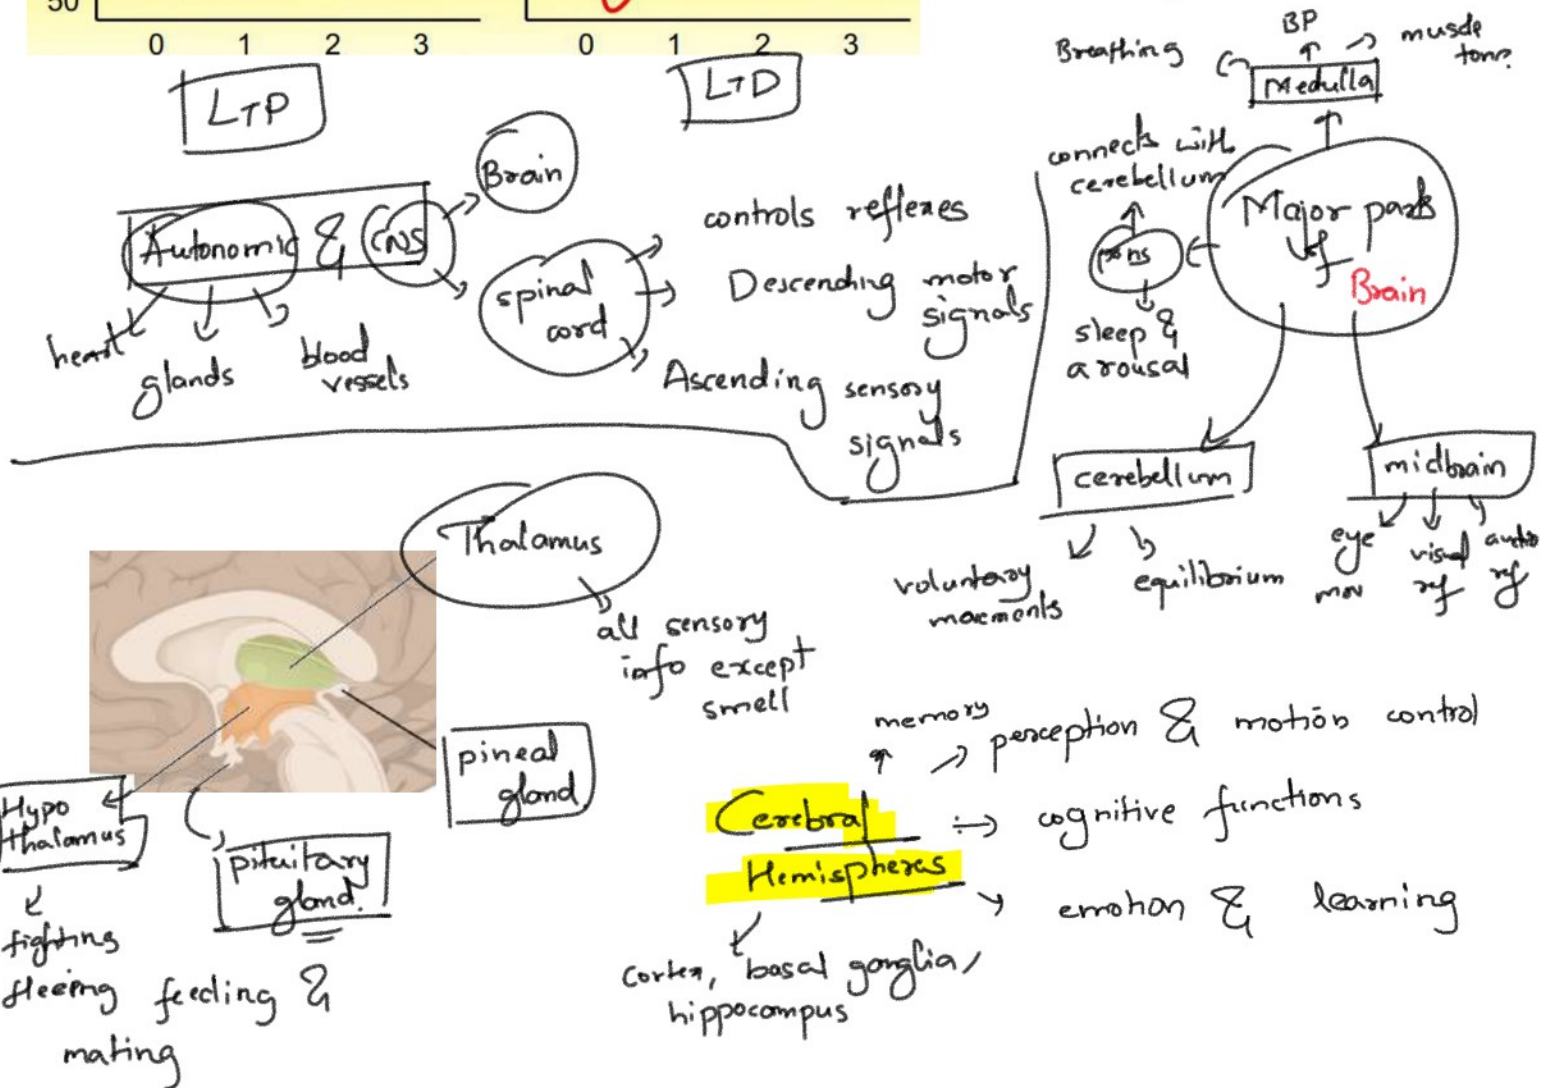 50
0 1 2 3
0 1 2 3
LTP
LTD
Autonomic & CNS
Brain
heart
glands
blood
vessels
spinal
cord
controls reflexes
Descending motor
signals
Ascending sensory
signals
Breathing
BP
muscle
tone
Medulla
connects with
cerebellum
pons
sleep &
arousal
Major parts
of
Brain
cerebellum
voluntary
equilibrium
midbrain
eye
mov
visual
ref
audio
ref
Thalamus
all sensory
info except
smell
pineal
gland
Hypo
thalamus
fighting
fleeing feeding &
mating
pituitary
gland.
Cerebral
Hemispheres
memory
perception & motion control
cognitive functions
emotion & learning
cortex, basal ganglia,
hippocampus